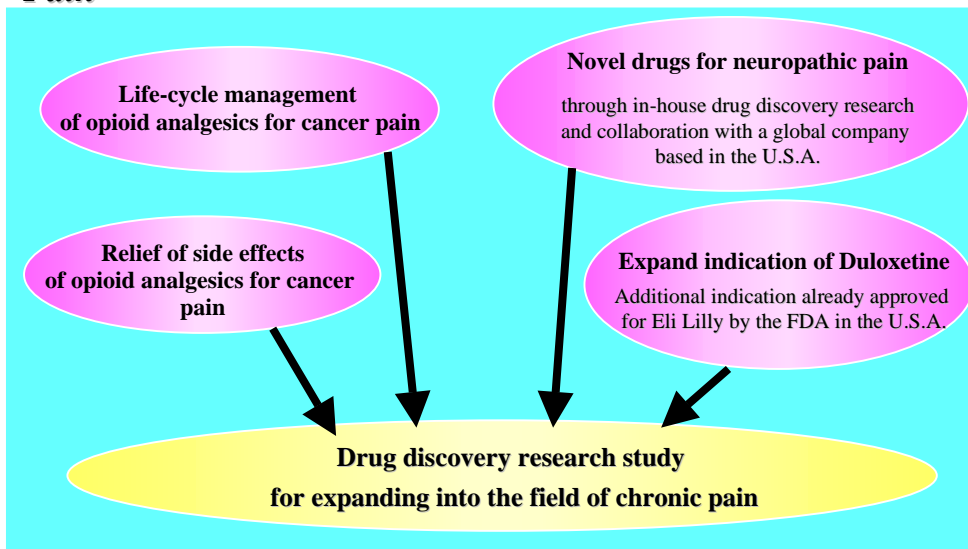 Life-cycle management
of opioid analgesics for cancer pain
Novel drugs for neuropathic pain
through in-house drug discovery research
and collaboration with a global company
based in the U.S.A.
Relief of side effects
of opioid analgesics for cancer
pain
Expand indication of Duloxetine
Additional indication already approved
for Eli Lilly by the FDA in the U.S.A.
Drug discovery research study
for expanding into the field of chronic pain